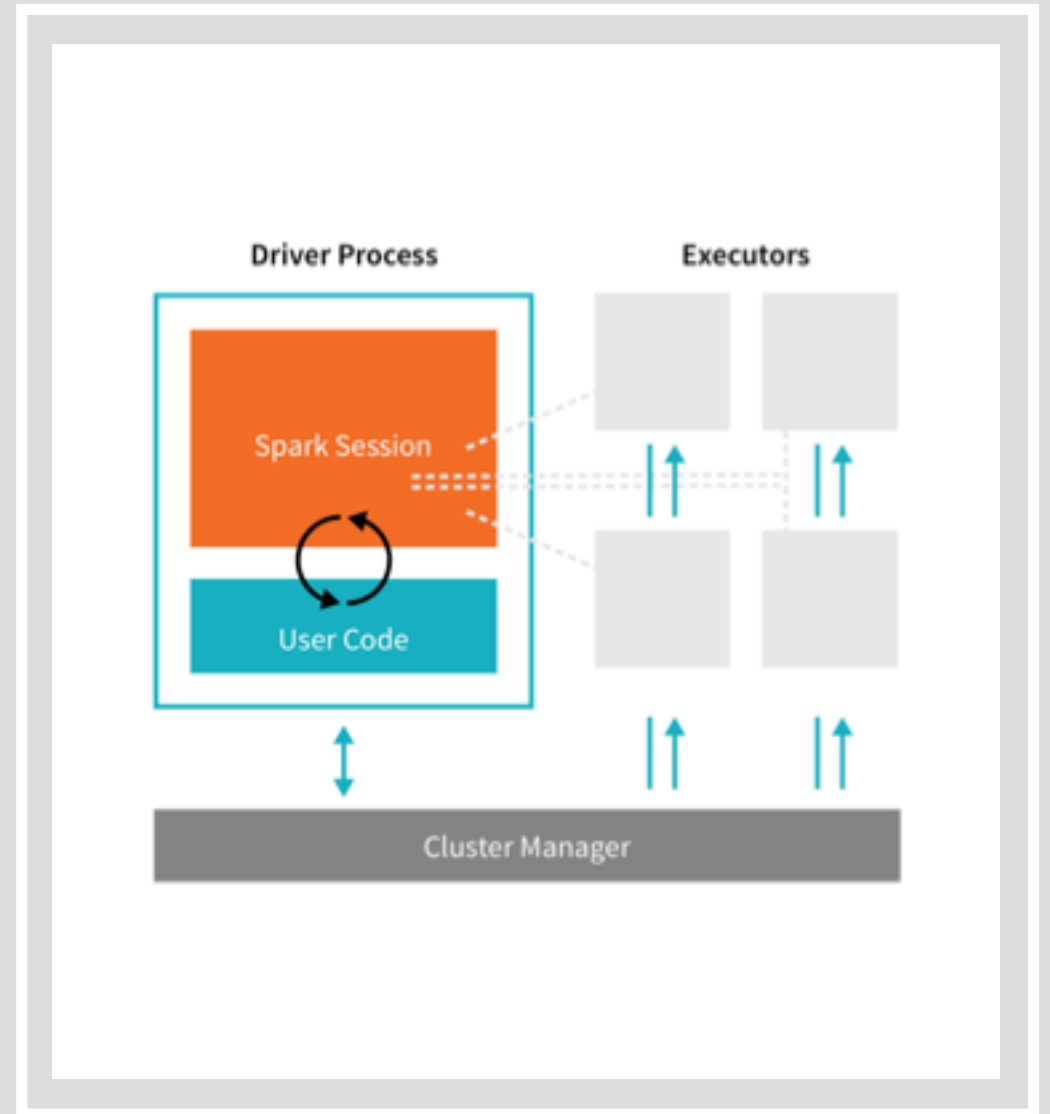 Driver Process
Executors
Spark Session
User Code
Cluster Manager